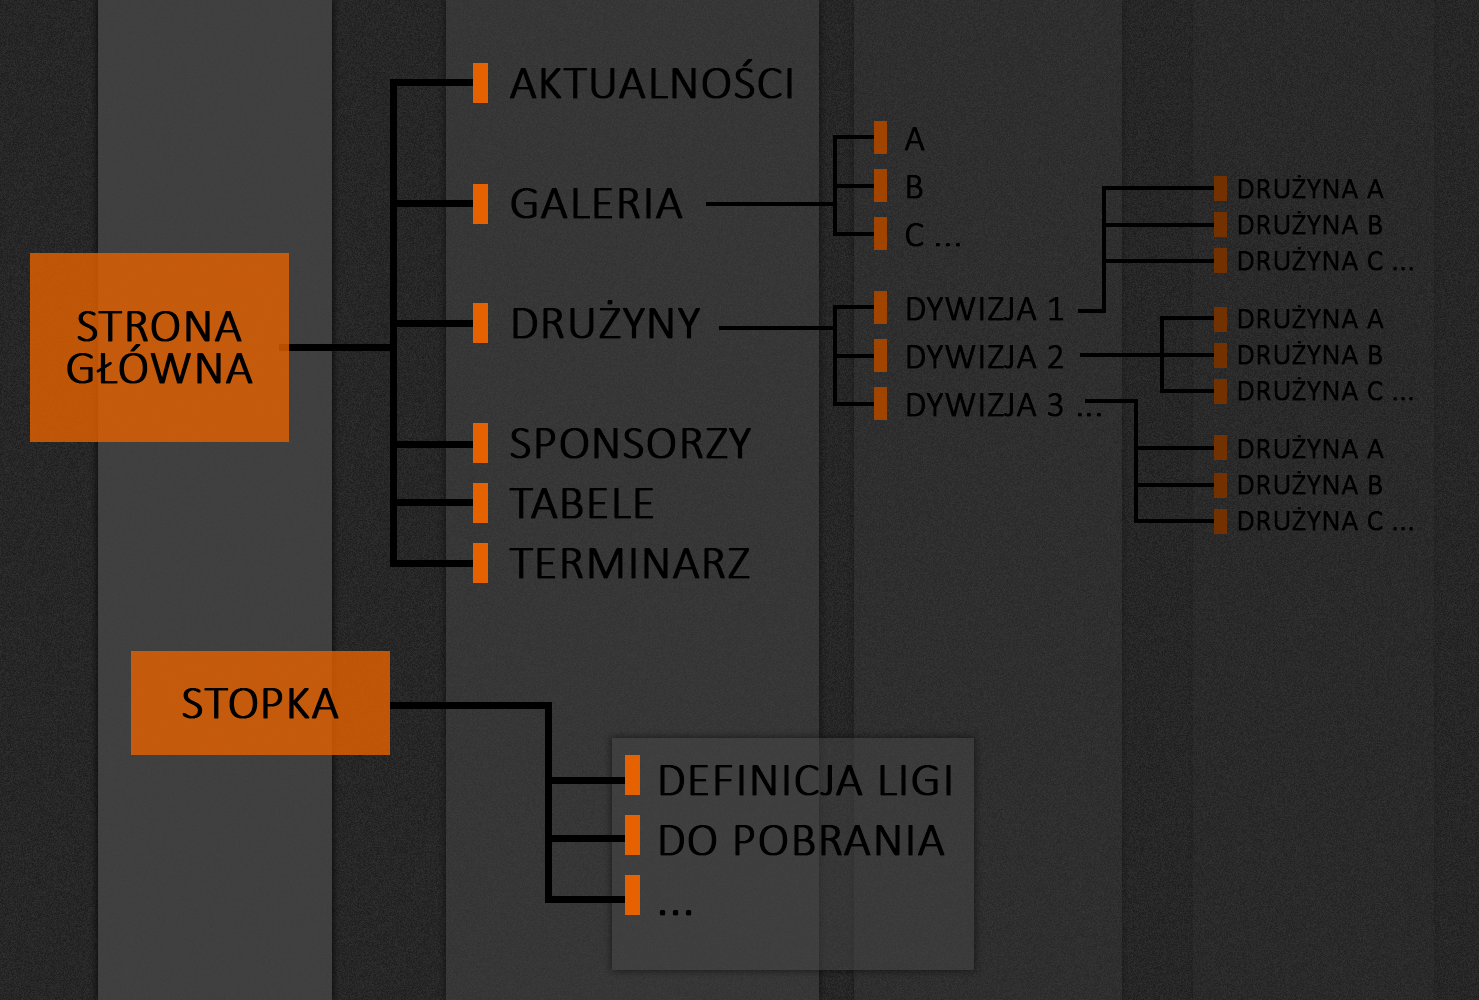 STRONA
GŁÓWNA
AKTUALNOŚCI
GALERIA
A
B
C ...
DRUŻYNY
DYWIZJA 1
DRUŻYNA A
DRUŻYNA B
DRUŻYNA C ...
DYWIZJA 2
DRUŻYNA A
DRUŻYNA B
DRUŻYNA C ...
DYWIZJA 3 ...
DRUŻYNA A
DRUŻYNA B
DRUŻYNA C ...
SPONSORZY
TABELE
TERMINARZ
STOPKA
DEFINICJA LIGI
DO POBRANIA
...